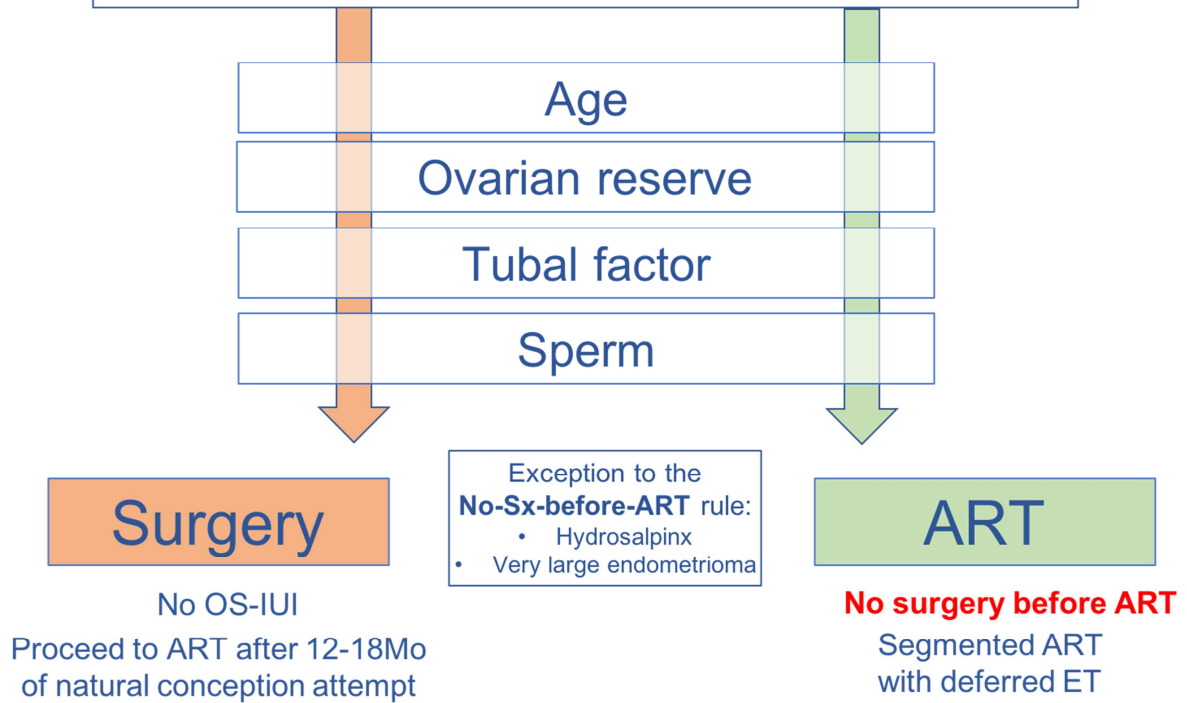 Age
Ovarian reserve
Tubal factor
Sperm
Surgery
No OS-IUI
Proceed to ART after 12-18Mo
of natural conception attempt
Exception to the
No-Sx-before-ART rule:
• Hydrosalpinx
• Very large endometrioma
ART
No surgery before ART
Segmented ART
with deferred ET